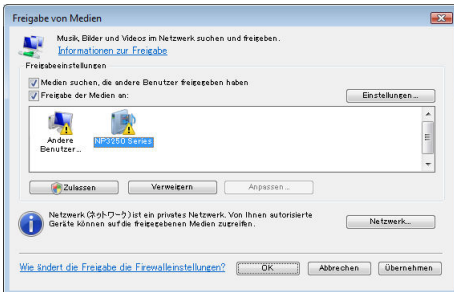 Freigabe von Medien
Musik, Bilder und Videos im Netzwerk suchen und freigeben.
Informationen zur Freigabe
Freigabeeinstellungen
Medien suchen, die andere Benutzer freigegeben haben
Freigabe der Medien an:
Einstellungen...
Andere Benutzer...
NP3250 Series
Zulassen
Verweigern
Anpassen...
Netzwerk (ネットワーク) ist ein privates Netzwerk. Von Ihnen autorisierte
Geräte können auf die freigegebenen Medien zugreifen.
Netzwerk...
Wie ändert die Freigabe die Firewalleinstellungen?
OK
Abbrechen
Übernehmen